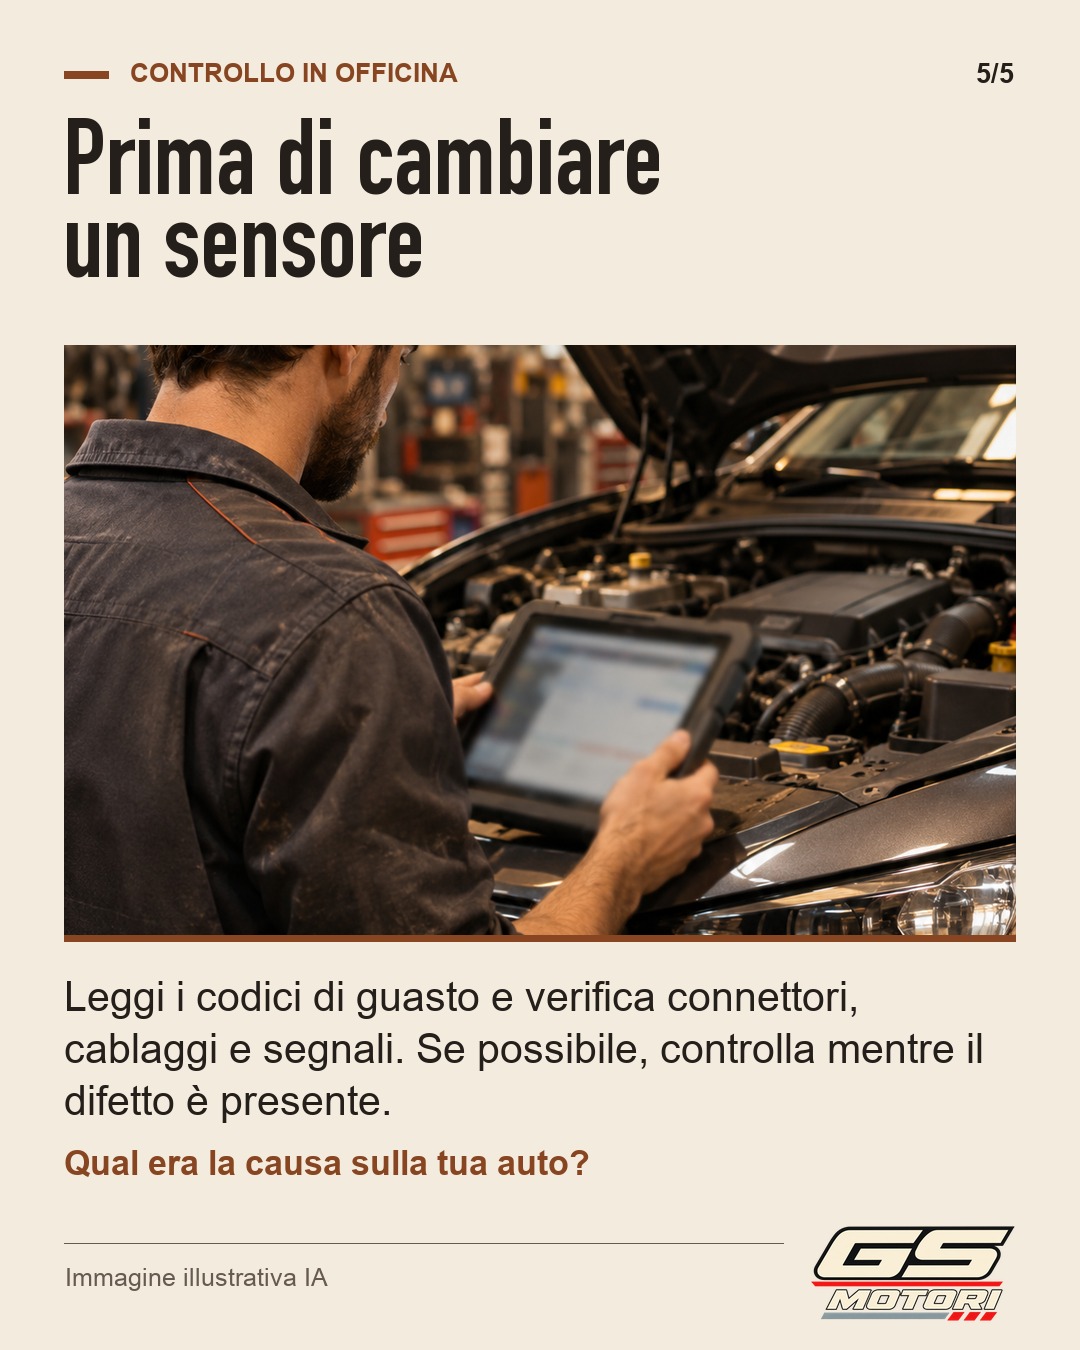 CONTROLLO IN OFFICINA
5/5
Prima di cambiare
un sensore
Leggi i codici di guasto e verifica connettori,
cablaggi e segnali. Se possibile, controlla mentre il
difetto è presente.
Qual era la causa sulla tua auto?
Immagine illustrativa IA
GS
MOTORI